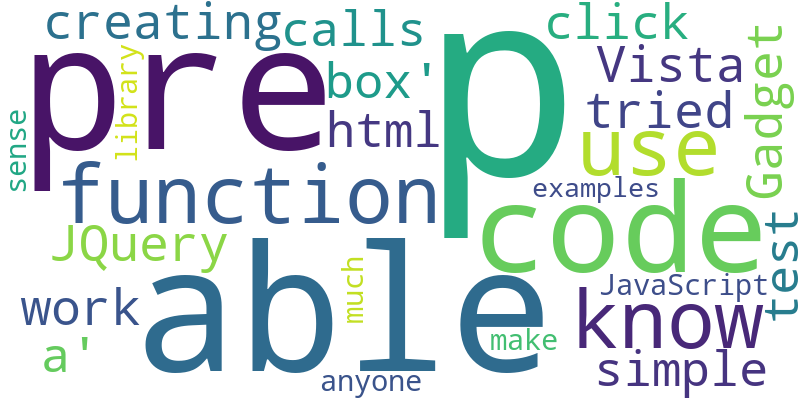 creating
calls
click
pre
p
library
box'
Vista
Gadget
sense
html
tried
function
use
examples
code
JQuery
able
test
much
JavaScript
work
know
a'
make
simple
anyone